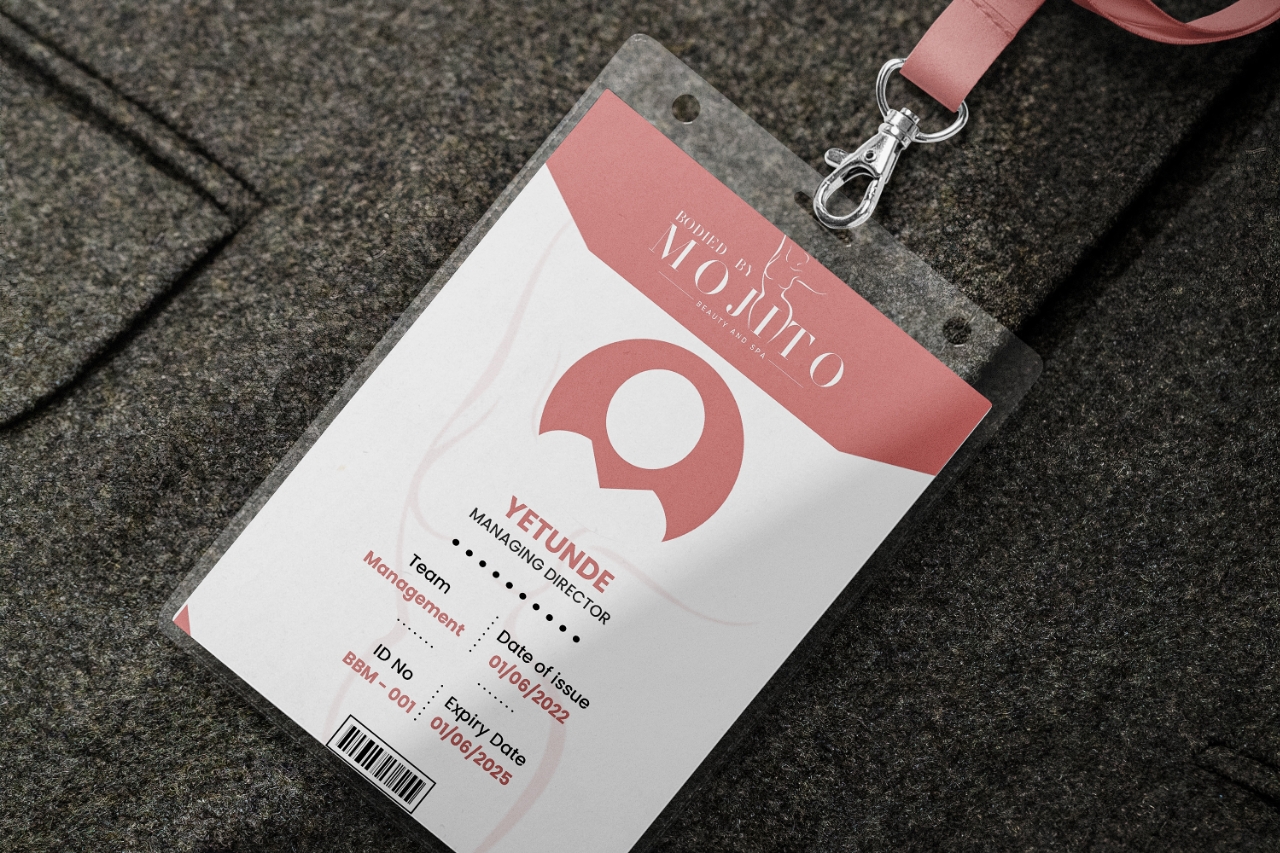 BODIED BY
MOJITO
BEAUTY AND SPA
YETUNDE
MANAGING DIRECTOR
Team
Management
Date of issue
01/06/2022
ID No
BBM - 001
Expiry Date
01/06/2025